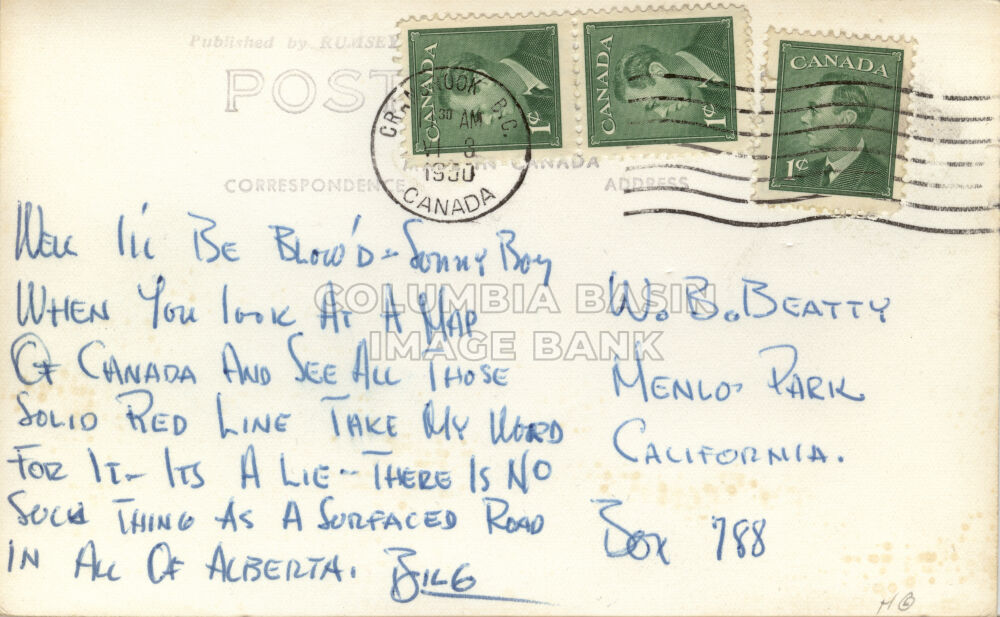 Published by RUMSEY
POST
CANADA
1¢
CANADA
1¢
CANADA
1¢
CRANBROOK B.C.
30 AM
CANADA
MADE IN CANADA
CORRESPONDENCE
ADDRESS
WELL I'LL BE BLOW'D - SONNY BOY
WHEN YOU LOOK AT A MAP
OF CANADA AND SEE ALL THOSE
SOLID RED LINE TAKE MY WORD
FOR IT - ITS A LIE - THERE IS NO
SUCH THING AS A SURFACED ROAD
IN ALL OF ALBERTA.
W. B. BEATTY
MENLO PARK
CALIFORNIA.
BOX 788
COLUMBIA BASIN
IMAGE BANK